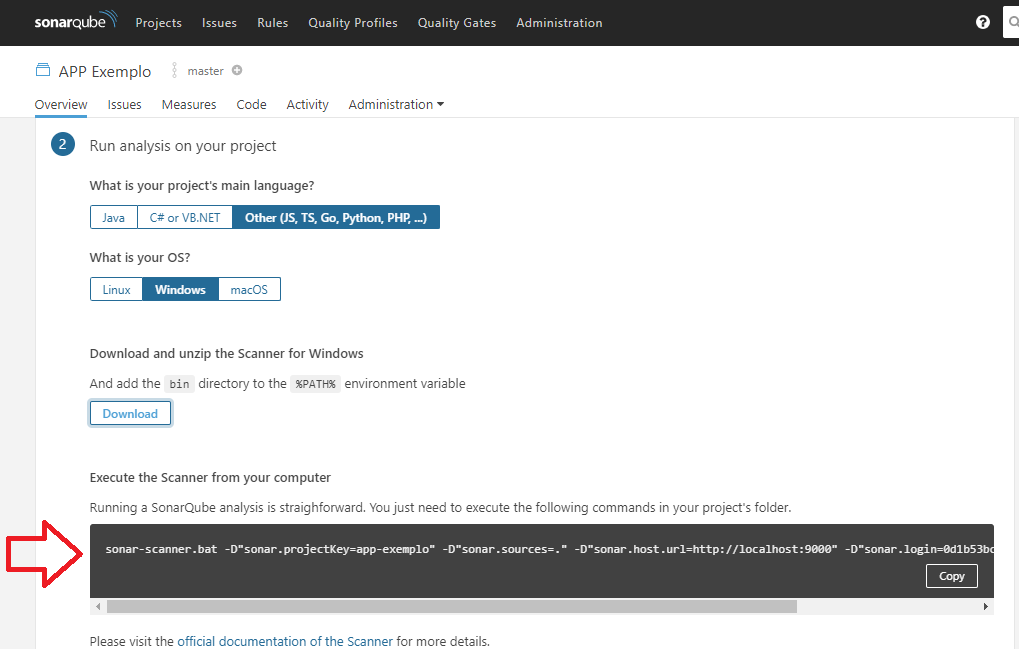 sonarqube Projects Issues Rules Quality Profiles Quality Gates Administration ?
APP Exemplo master
Overview Issues Measures Code Activity Administration
2 Run analysis on your project
What is your project's main language?
Java C# or VB.NET Other (JS, TS, Go, Python, PHP, ...)
What is your OS?
Linux Windows macOS
Download and unzip the Scanner for Windows
And add the bin directory to the %PATH% environment variable
Download
Execute the Scanner from your computer
Running a SonarQube analysis is straighforward. You just need to execute the following commands in your project's folder.
sonar-scanner.bat -D"sonar.projectKey=app-exemplo" -D"sonar.sources=." -D"sonar.host.url=http://localhost:9000" -D"sonar.login=0d1b53bc
Copy
Please visit the official documentation of the Scanner for more details.